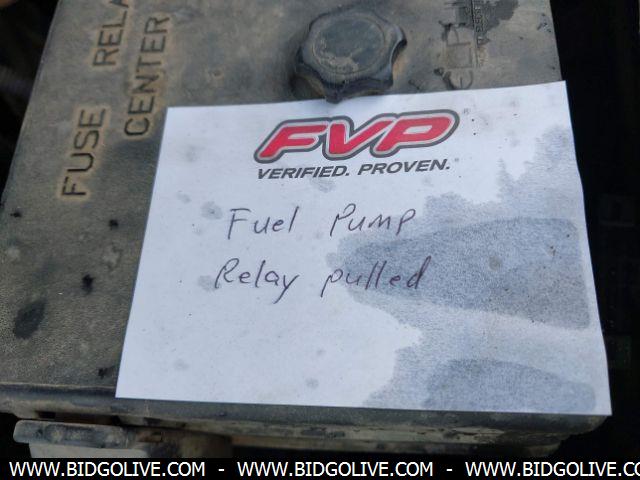 FUSE RELA
CENTER
FVP
VERIFIED. PROVEN.
Fuel Pump
Relay pulled
WWW.BIDGOLIVE.COM - WWW.BIDGOLIVE.COM - WWW.BIDGOLIVE.CO